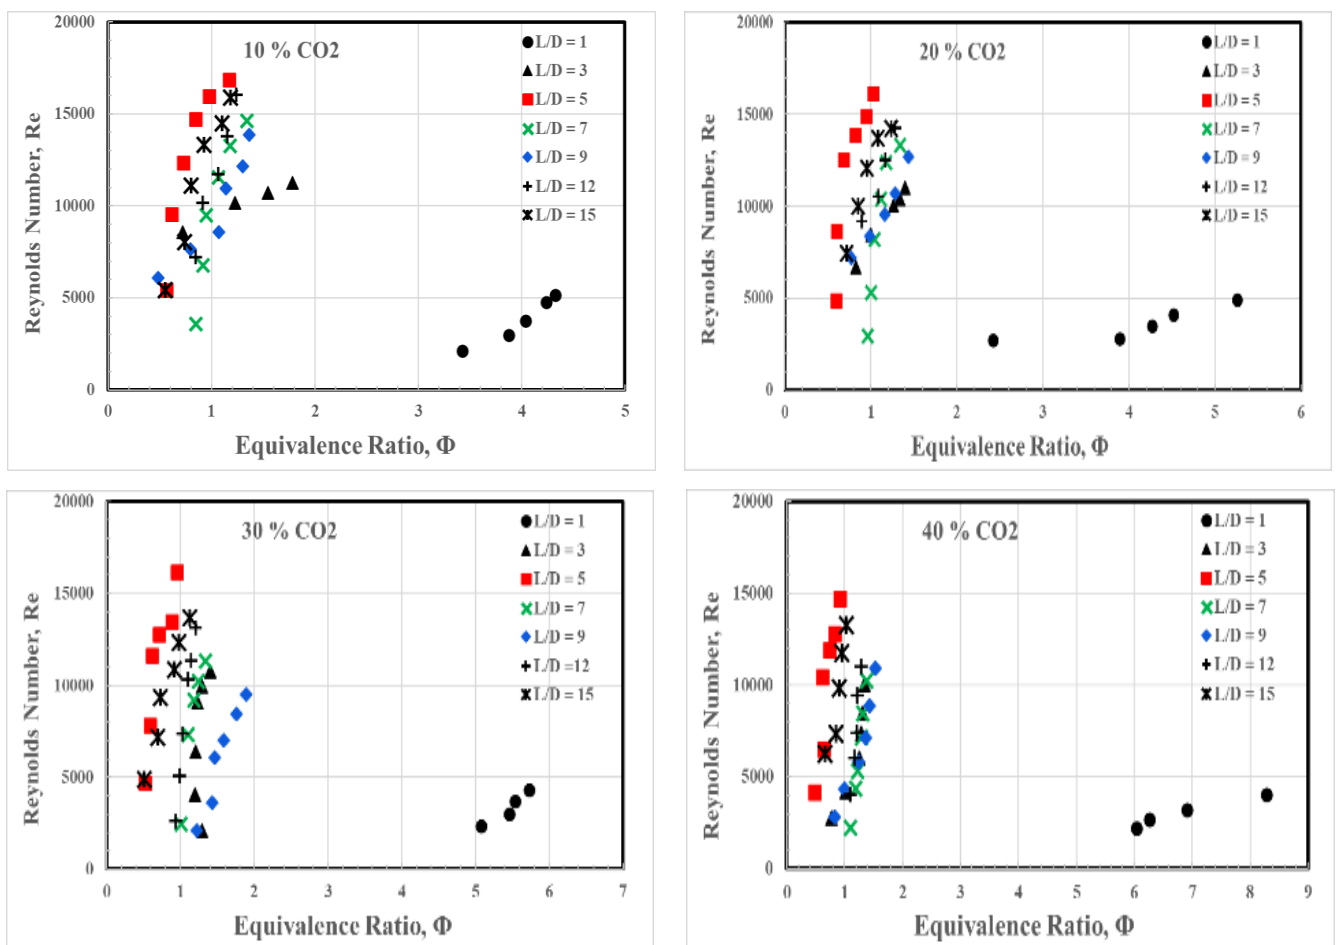 10 % CO2
20000
15000
10000
5000
0
0 1 2 3 4 5
Reynolds Number, Re
Equivalence Ratio, Φ
L/D = 1
L/D = 3
L/D = 5
L/D = 7
L/D = 9
L/D = 12
L/D = 15
20 % CO2
20000
15000
10000
5000
0
0 1 2 3 4 5 6
Reynolds Number, Re
Equivalence Ratio, Φ
L/D = 1
L/D = 3
L/D = 5
L/D = 7
L/D = 9
L/D = 12
L/D = 15
30 % CO2
20000
15000
10000
5000
0
0 1 2 3 4 5 6 7
Reynolds Number, Re
Equivalence Ratio, Φ
L/D = 1
L/D = 3
L/D = 5
L/D = 7
L/D = 9
L/D =12
L/D = 15
40 % CO2
20000
15000
10000
5000
0
0 1 2 3 4 5 6 7 8 9
Reynolds Number, Re
Equivalence Ratio, Φ
L/D = 1
L/D = 3
L/D = 5
L/D = 7
L/D = 9
L/D = 12
L/D = 15